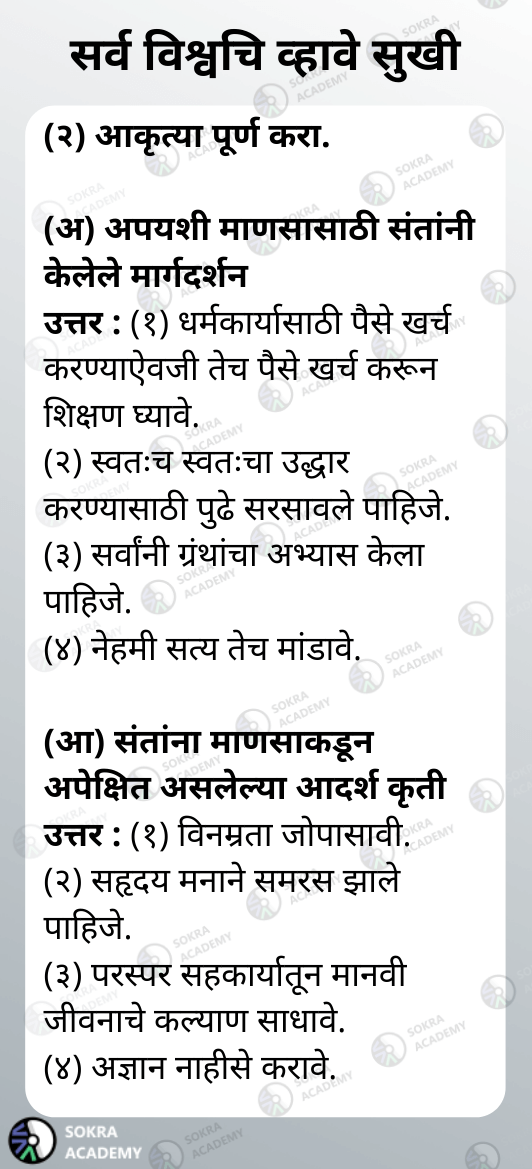 सर्व विश्वचि व्हावे सुखी
(२) आकृत्या पूर्ण करा.
(अ) अपयशी माणसासाठी संतांनी
केलेले मार्गदर्शन
उत्तर : (१) धर्मकार्यासाठी पैसे खर्च
करण्याऐवजी तेच पैसे खर्च करून
शिक्षण घ्यावे.
(२) स्वतःच स्वतःचा उद्धार
करण्यासाठी पुढे सरसावले पाहिजे.
(३) सर्वांनी ग्रंथांचा अभ्यास केला
पाहिजे.
(४) नेहमी सत्य तेच मांडावे.
(आ) संतांना माणसाकडून
अपेक्षित असलेल्या आदर्श कृती
उत्तर : (१) विनम्रता जोपासावी.
(२) सहृदय मनाने समरस झाले
पाहिजे.
(३) परस्पर सहकार्यातून मानवी
जीवनाचे कल्याण साधावे.
(४) अज्ञान नाहीसे करावे.
SOKRA
ACADEMY